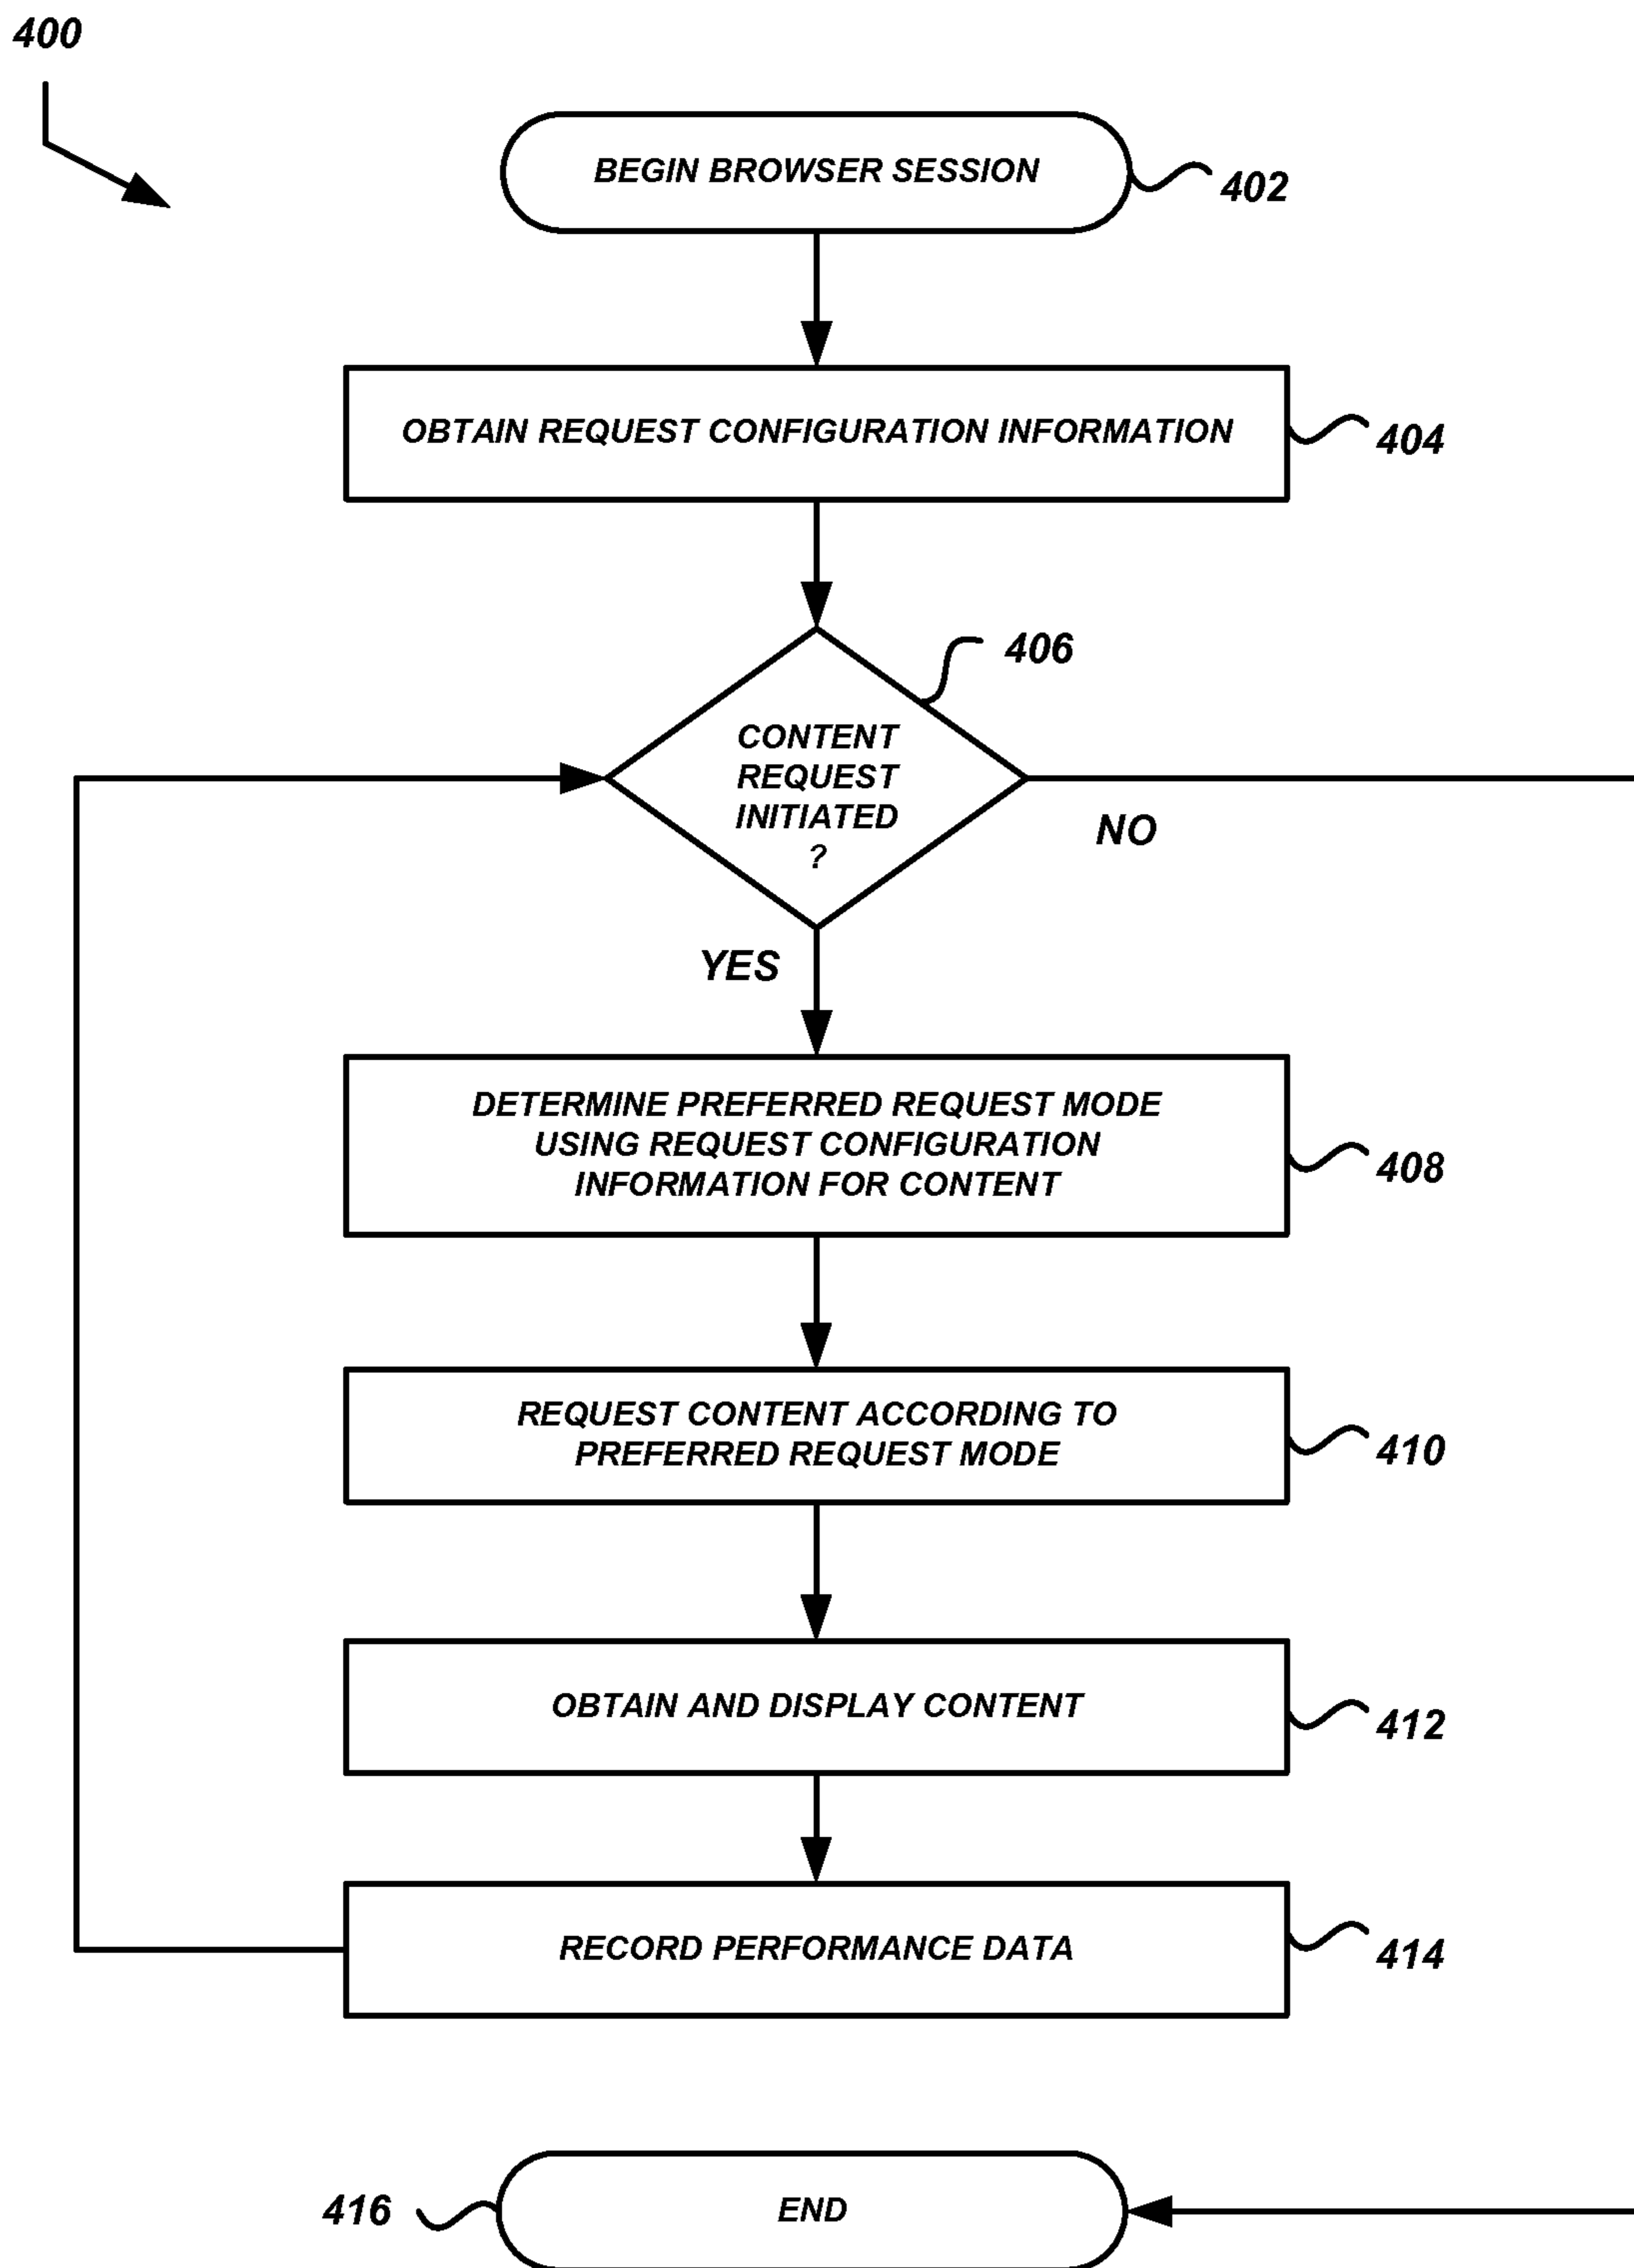 400
BEGIN BROWSER SESSION
402
OBTAIN REQUEST CONFIGURATION INFORMATION
404
406
CONTENT
REQUEST
INITIATED
?
NO
YES
DETERMINE PREFERRED REQUEST MODE
USING REQUEST CONFIGURATION
INFORMATION FOR CONTENT
408
REQUEST CONTENT ACCORDING TO
PREFERRED REQUEST MODE
410
OBTAIN AND DISPLAY CONTENT
412
RECORD PERFORMANCE DATA
414
416
END